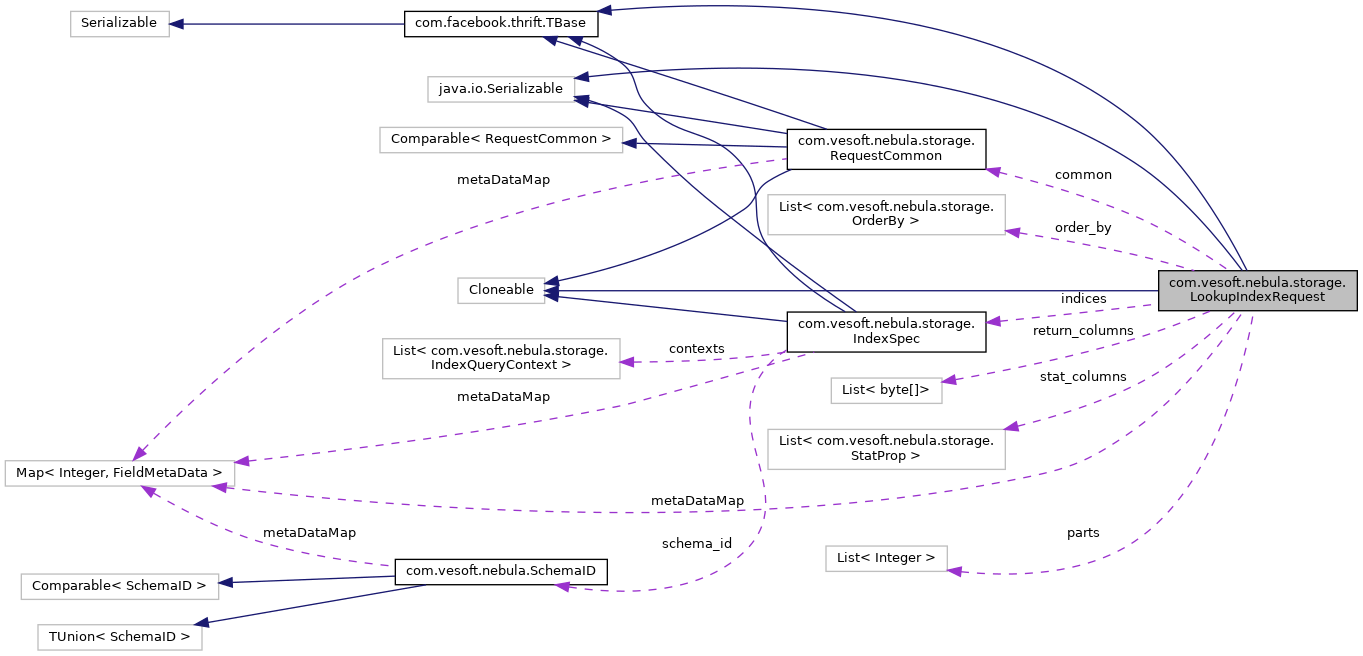 Serializable
com.facebook.thrift.TBase
java.io.Serializable
Comparable< RequestCommon >
com.vesoft.nebula.storage.
RequestCommon
metaDataMap
common
List< com.vesoft.nebula.storage.
OrderBy >
order_by
Cloneable
com.vesoft.nebula.storage.
LookupIndexRequest
indices
com.vesoft.nebula.storage.
IndexSpec
return_columns
List< com.vesoft.nebula.storage.
IndexQueryContext >
contexts
stat_columns
List< byte[]>
metaDataMap
List< com.vesoft.nebula.storage.
StatProp >
Map< Integer, FieldMetaData >
metaDataMap
metaDataMap
schema_id
parts
List< Integer >
com.vesoft.nebula.SchemaID
Comparable< SchemaID >
TUnion< SchemaID >